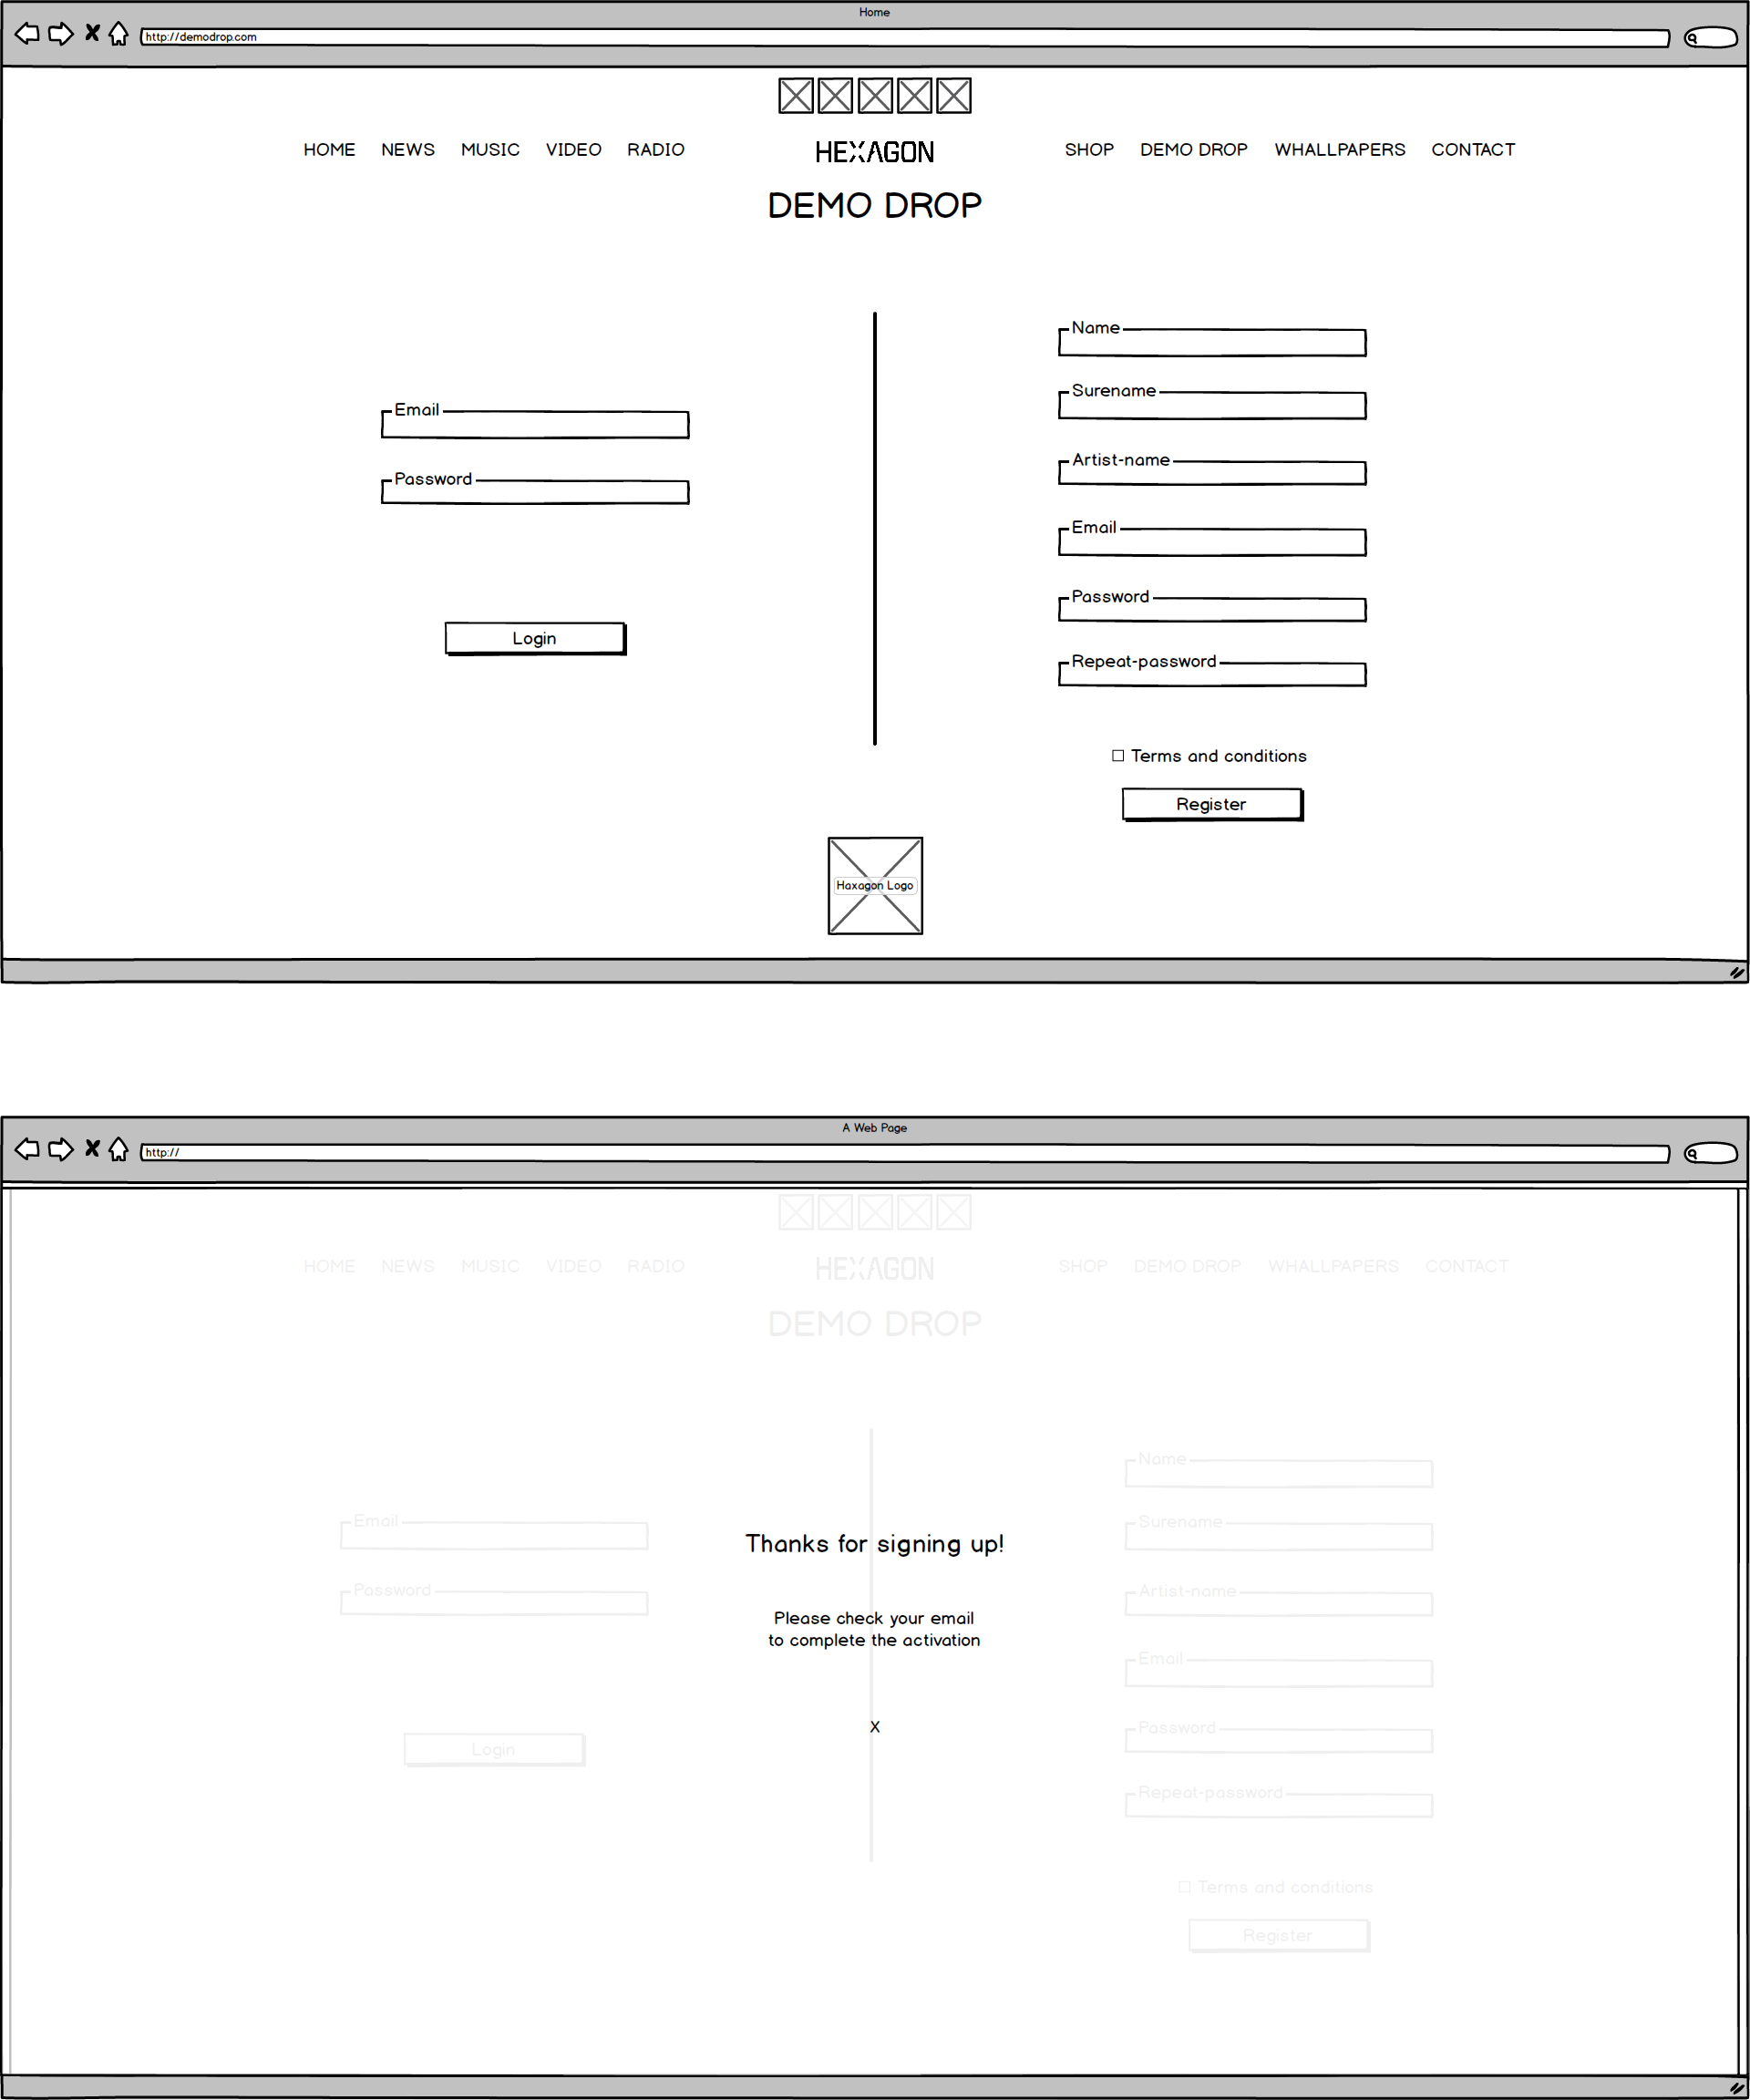 Home
http://demodrop.com
HOME NEWS MUSIC VIDEO RADIO HEXAGON SHOP DEMO DROP WHALLPAPERS CONTACT
DEMO DROP
Email
Password
Login
Name
Surename
Artist-name
Email
Password
Repeat-password
Terms and conditions
Register
Haxagon Logo
A Web Page
http://
HOME NEWS MUSIC VIDEO RADIO HEXAGON SHOP DEMO DROP WHALLPAPERS CONTACT
DEMO DROP
Email
Password
Login
Thanks for signing up!
Please check your email
to complete the activation
X
Name
Surename
Artist-name
Email
Password
Repeat-password
Terms and conditions
Register